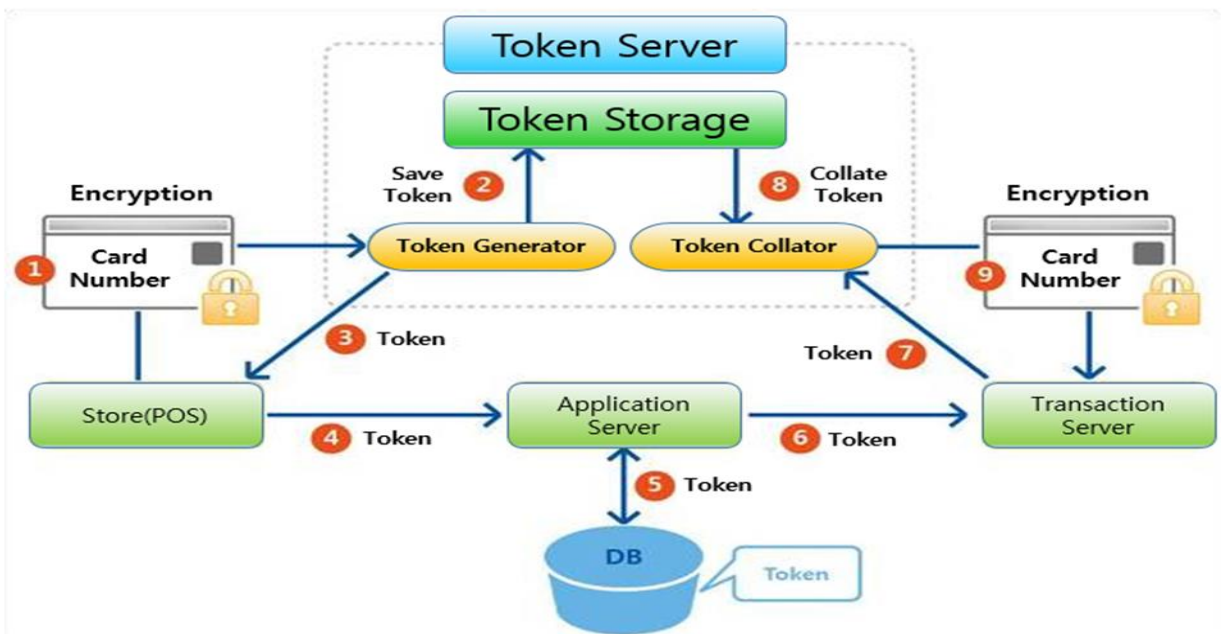 Token Server
Token Storage
Save
Token
2
8
Collate
Token
Encryption
Encryption
Token Generator
Token Collator
1
Card
Number
9
Card
Number
3
Token
Token
7
Store(POS)
Application
Server
Transaction
Server
4
Token
6
Token
5
Token
DB
Token